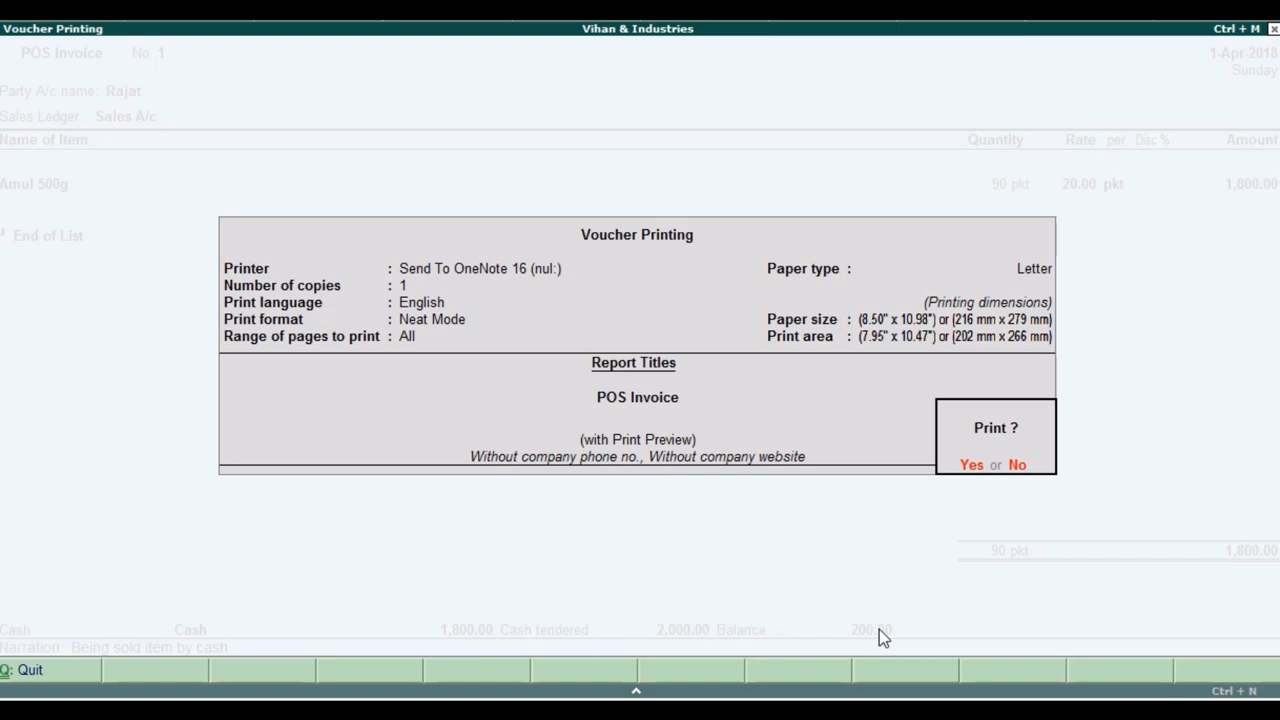 Voucher Printing Vihan & Industries Ctrl + M
POS Invoice No. 1 1-Apr-2018
Sunday
Party A/c name: Rajat
Sales Ledger : Sales A/c
Name of Item Quantity Rate per Disc % Amount
Amul 500g 90 pkt 20.00 pkt 1,800.00
End of List
Voucher Printing
Printer : Send To OneNote 16 (nul:) Paper type : Letter
Number of copies : 1
Print language : English (Printing dimensions)
Print format : Neat Mode Paper size : (8.50" x 10.98") or (216 mm x 279 mm)
Range of pages to print : All Print area : (7.95" x 10.47") or (202 mm x 266 mm)
Report Titles
POS Invoice
(with Print Preview)
Without company phone no., Without company website
Print ?
Yes or No
90 pkt 1,800.00
Cash : Cash 1,800.00 Cash tendered 2,000.00 Balance : 200.00
Narration: Being sold item by cash
Q: Quit
Ctrl + N